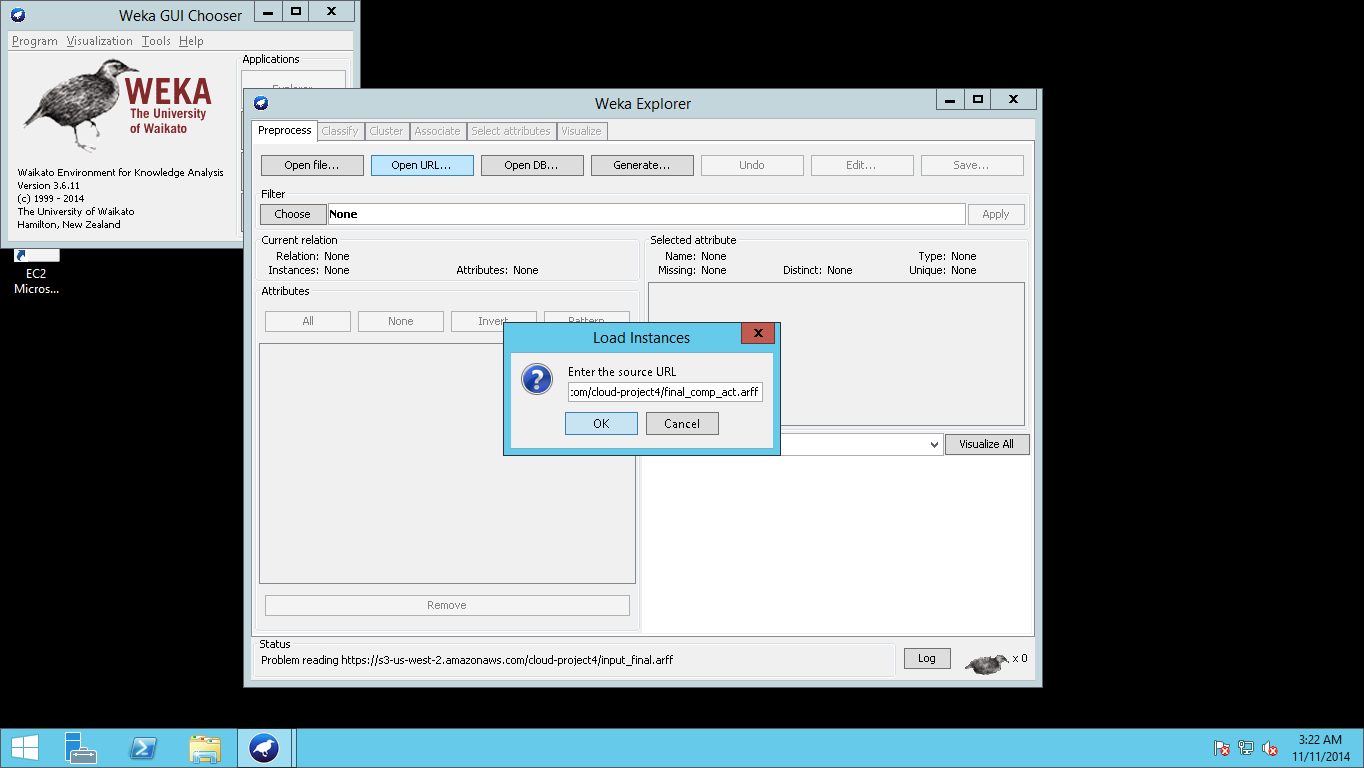 Weka GUI Chooser
Program Visualization Tools Help
Applications
Explorer
WEKA
The University
of Waikato
Waikato Environment for Knowledge Analysis
Version 3.6.11
(c) 1999 - 2014
The University of Waikato
Hamilton, New Zealand
EC2
Micros...
Weka Explorer
Preprocess Classify Cluster Associate Select attributes Visualize
Open file... Open URL... Open DB... Generate... Undo Edit... Save...
Filter
Choose None Apply
Current relation
Relation: None
Instances: None Attributes: None
Selected attribute
Name: None Type: None
Missing: None Distinct: None Unique: None
Attributes
All None Invert Pattern
Load Instances
Enter the source URL
:om/cloud-project4/final_comp_act.arff
OK Cancel
Visualize All
Remove
Status
Problem reading https://s3-us-west-2.amazonaws.com/cloud-project4/input_final.arff
Log x 0
3:22 AM
11/11/2014